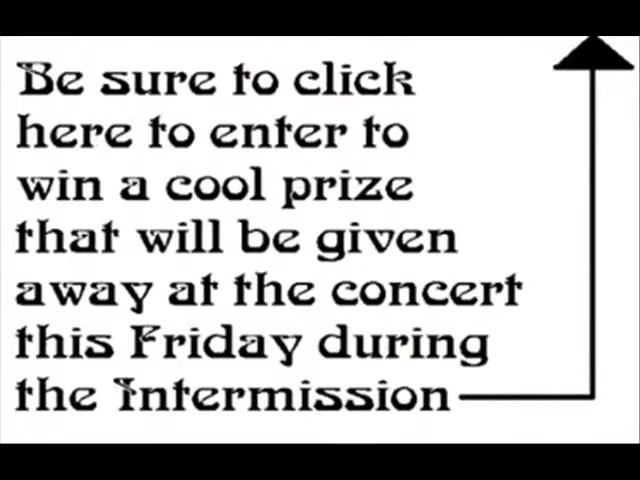 Be sure to click
here to enter to
win a cool prize
that will be given
away at the concert
this Friday during
the Intermission